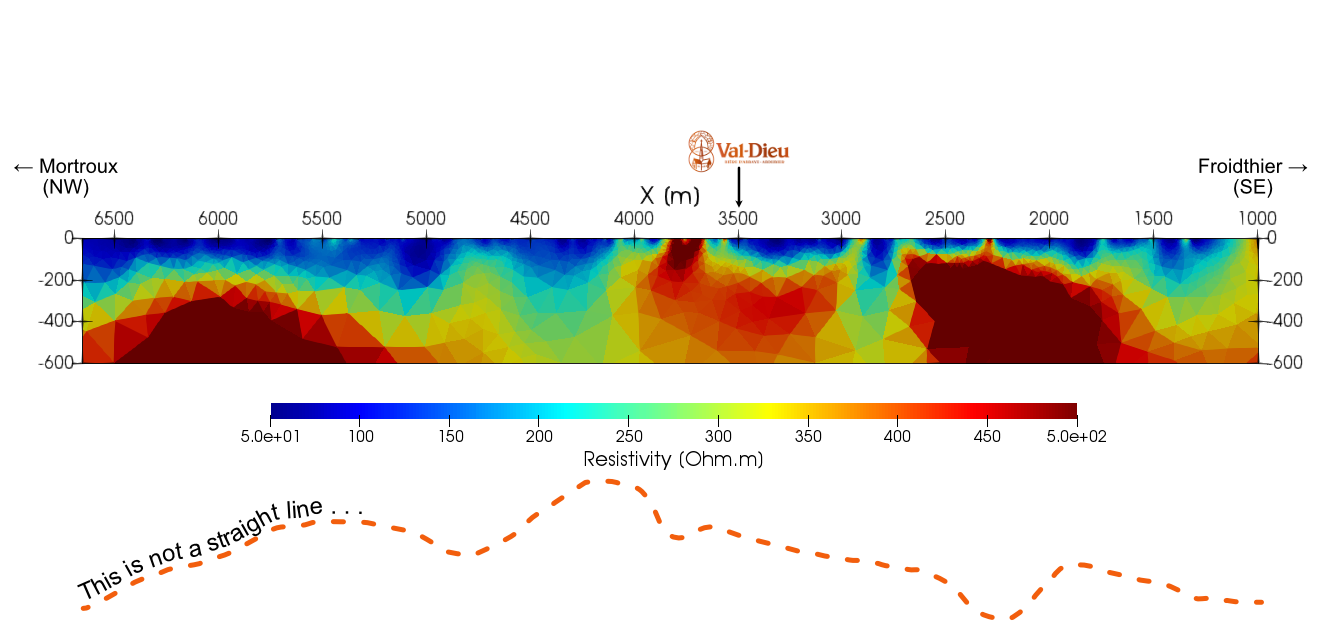 Val-Dieu
← Mortroux
(NW)
Froidthier →
(SE)
X (m)
6500 6000 5500 5000 4500 4000 3500 3000 2500 2000 1500 1000
0 0
-200 -200
-400 -400
-600 -600
5.0e+01 100 150 200 250 300 350 400 450 5.0e+02
Resistivity (Ohm.m)
This is not a straight line . . .